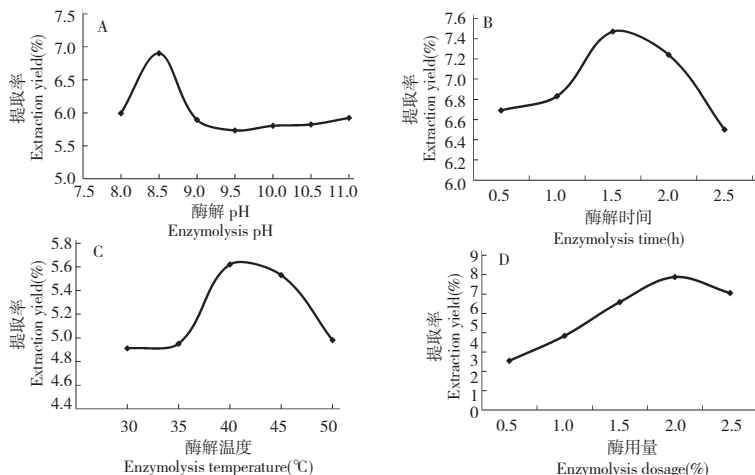 A
7.5
7.0
6.5
6.0
5.5
5.0
提取率
Extraction yield(%)
7.5 8.0 8.5 9.0 9.5 10.0 10.5 11.0
酶解 pH
Enzymolysis pH
B
7.6
7.4
7.2
7.0
6.8
6.6
6.4
6.2
6.0
提取率
Extraction yield(%)
0.5 1.0 1.5 2.0 2.5
酶解时间
Enzymolysis time(h)
C
5.8
5.6
5.4
5.2
5.0
4.8
4.6
4.4
提取率
Extraction yield(%)
30 35 40 45 50
酶解温度
Enzymolysis temperature(℃)
D
9
8
7
6
5
4
3
2
1
0
提取率
Extraction yield(%)
0.5 1.0 1.5 2.0 2.5
酶用量
Enzymolysis dosage(%)